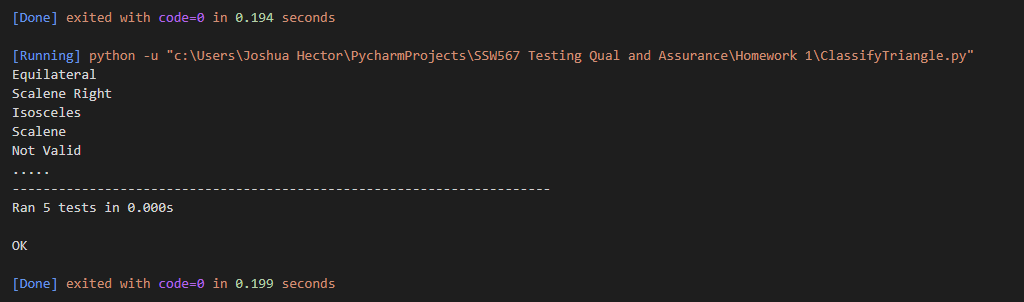 [Done] exited with code=0 in 0.194 seconds
[Running] python -u "c:\Users\Joshua Hector\PycharmProjects\SSW567 Testing Qual and Assurance\Homework 1\ClassifyTriangle.py"
Equilateral
Scalene Right
Isosceles
Scalene
Not Valid
.....
----------------------------------------------------------------------
Ran 5 tests in 0.000s
OK
[Done] exited with code=0 in 0.199 seconds